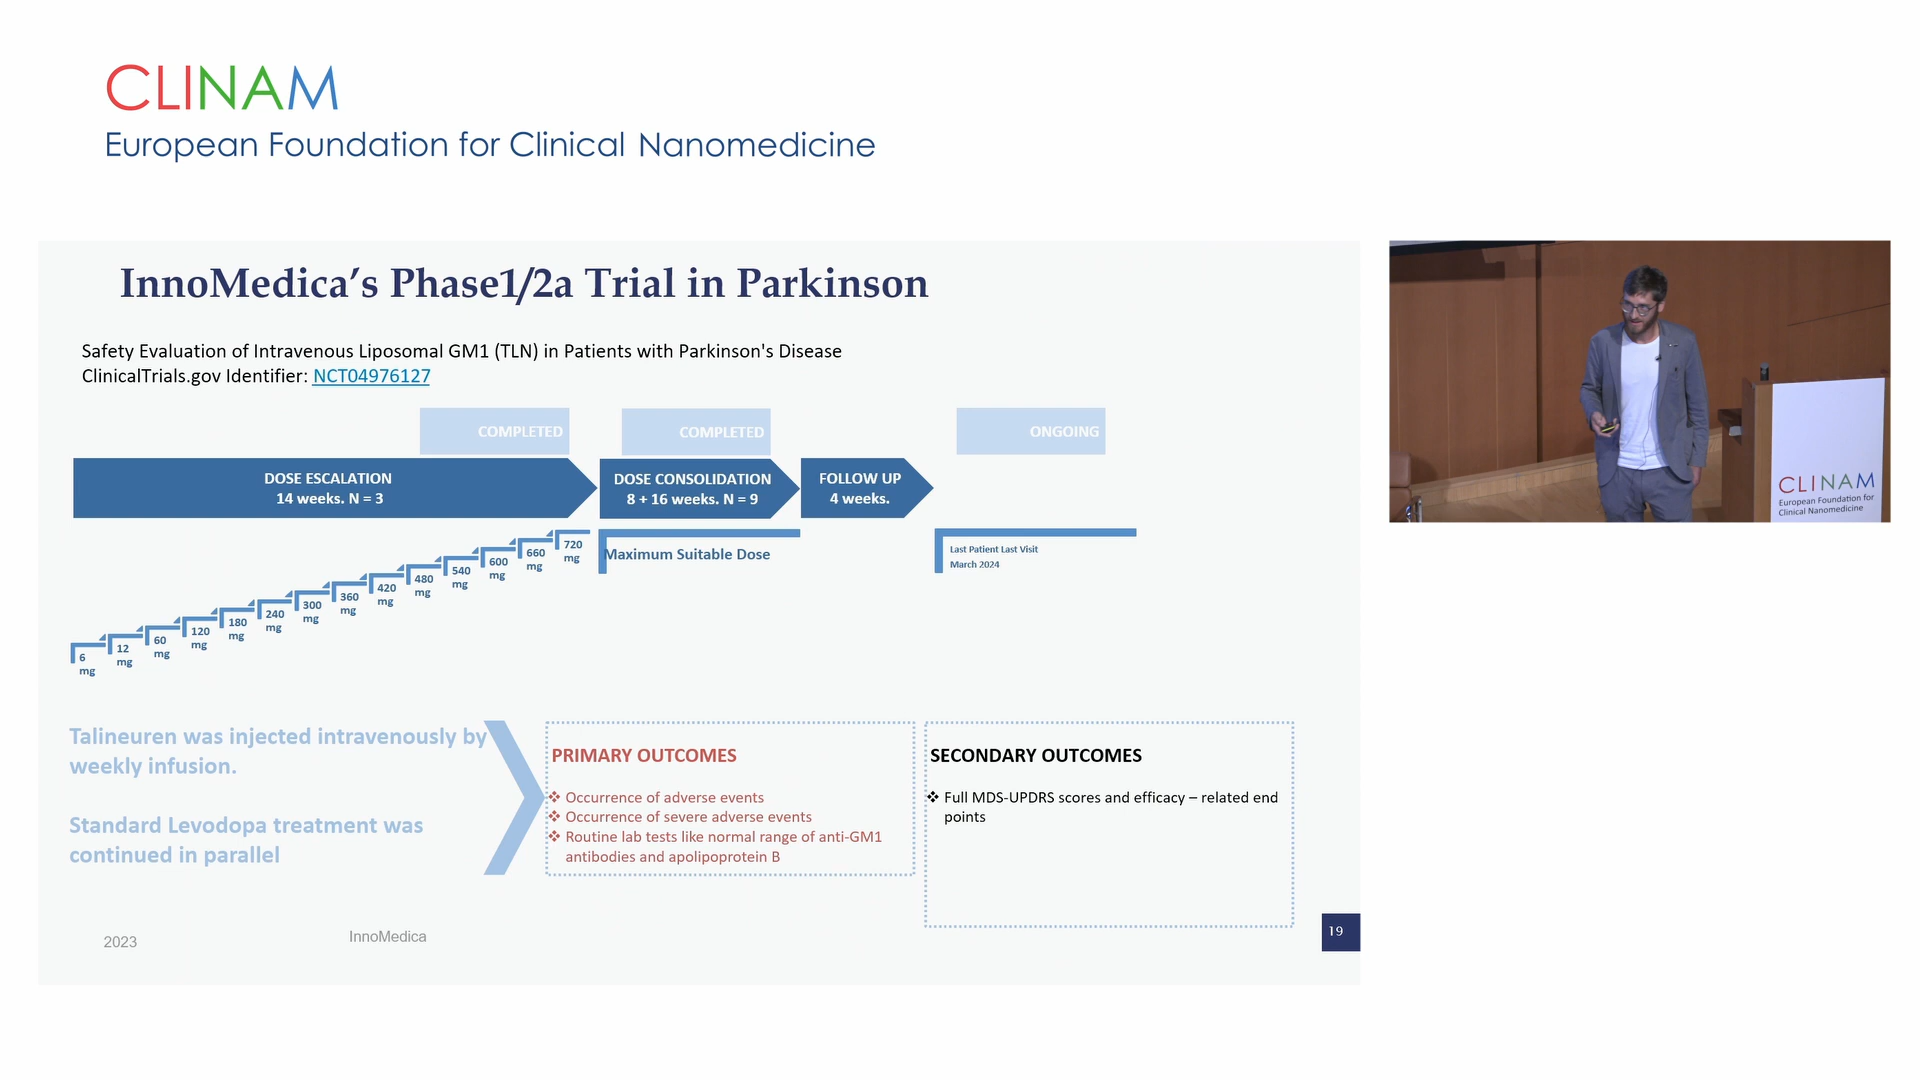 CLINAM
European Foundation for Clinical Nanomedicine
InnoMedica’s Phase1/2a Trial in Parkinson
Safety Evaluation of Intravenous Liposomal GM1 (TLN) in Patients with Parkinson's Disease
ClinicalTrials.gov Identifier: NCT04976127
COMPLETED
COMPLETED
ONGOING
DOSE ESCALATION
14 weeks. N = 3
DOSE CONSOLIDATION
8 + 16 weeks. N = 9
FOLLOW UP
4 weeks.
6
mg
12
mg
60
mg
120
mg
180
mg
240
mg
300
mg
360
mg
420
mg
480
mg
540
mg
600
mg
660
mg
720
mg
Maximum Suitable Dose
Last Patient Last Visit
March 2024
Talineuren was injected intravenously by
weekly infusion.
Standard Levodopa treatment was
continued in parallel
PRIMARY OUTCOMES
❖ Occurrence of adverse events
❖ Occurrence of severe adverse events
❖ Routine lab tests like normal range of anti-GM1
antibodies and apolipoprotein B
SECONDARY OUTCOMES
❖ Full MDS-UPDRS scores and efficacy – related end
points
2023
InnoMedica
19
CLINAM
European Foundation for
Clinical Nanomedicine